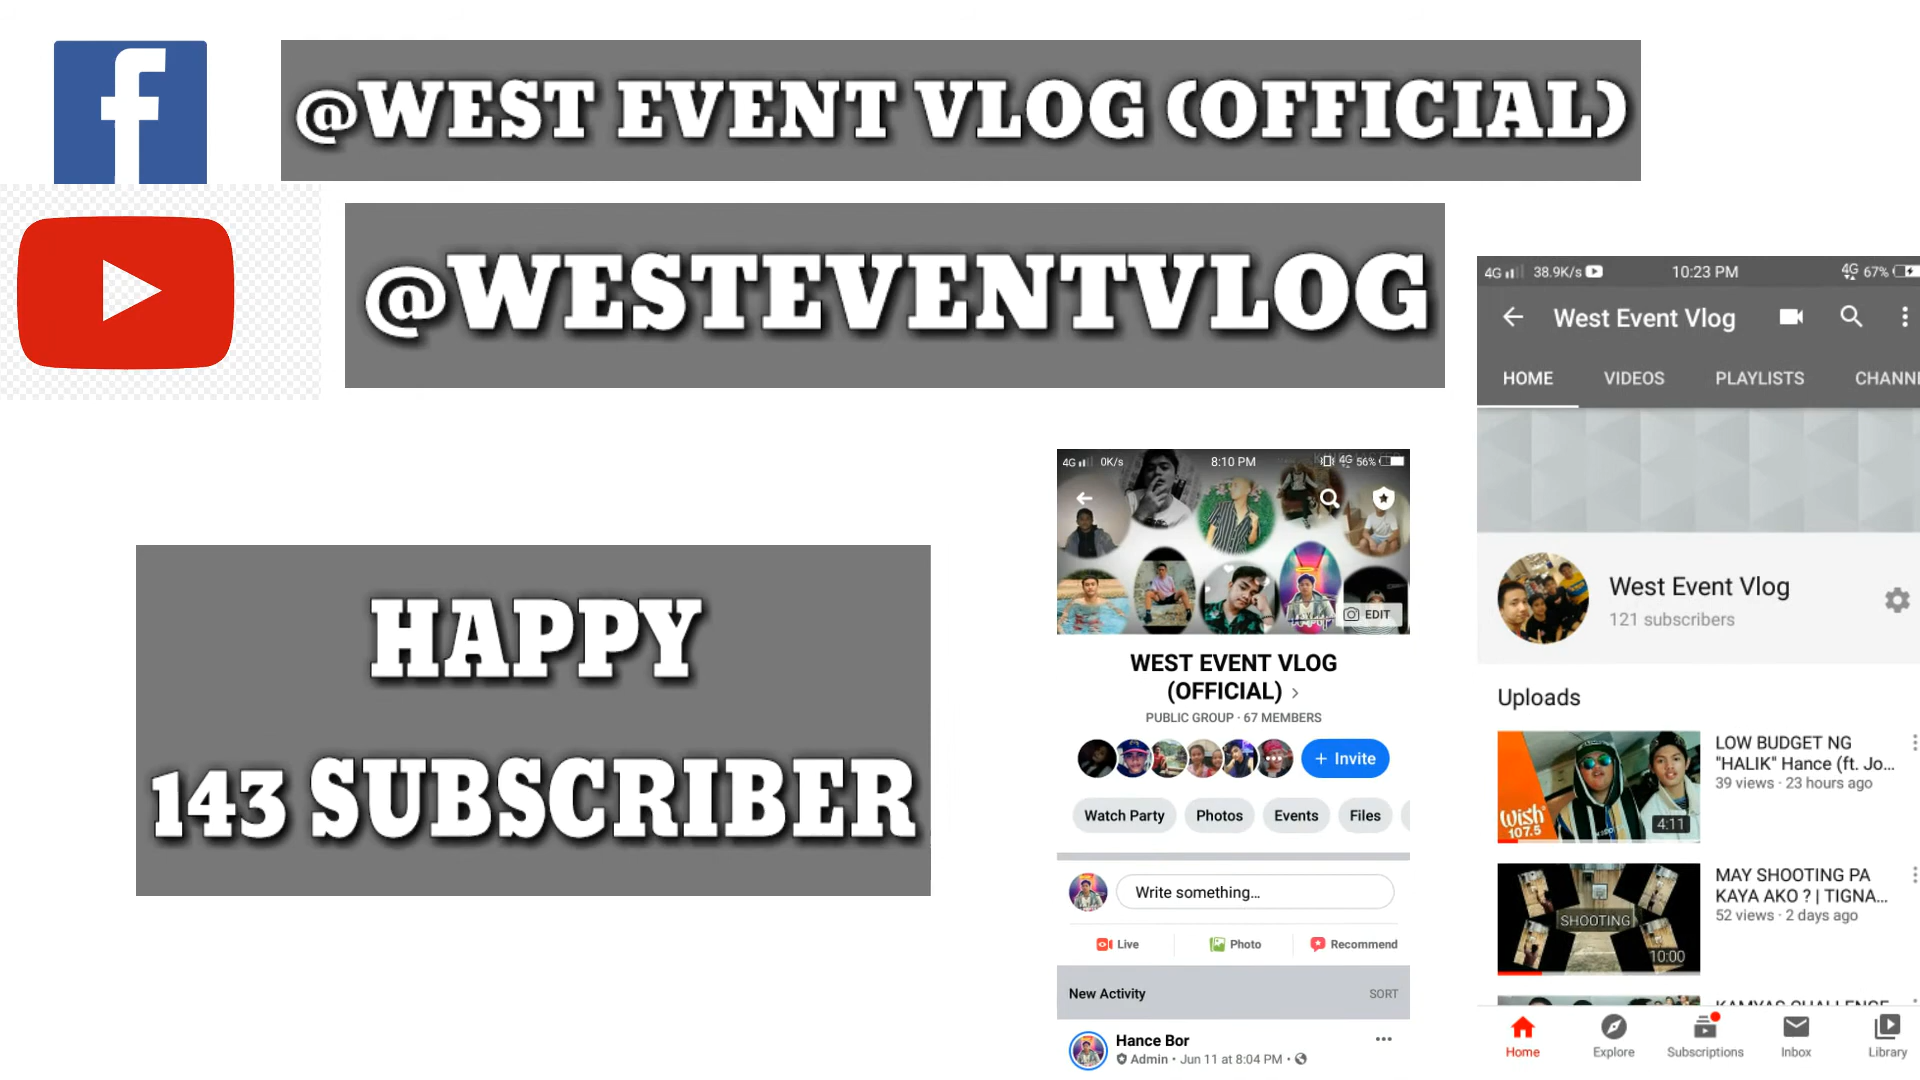 @WEST EVENT VLOG (OFFICIAL)
@WESTEVENTVLOG
HAPPY
143 SUBSCRIBER
4G 0K/s 8:10 PM 4G 56%
EDIT
WEST EVENT VLOG
(OFFICIAL) >
PUBLIC GROUP · 67 MEMBERS
+ Invite
Watch Party Photos Events Files
Write something...
Live Photo Recommend
New Activity SORT
Hance Bor
Admin • Jun 11 at 8:04 PM •
4G 38.9K/s 10:23 PM 4G 67%
West Event Vlog
HOME VIDEOS PLAYLISTS CHANNE
West Event Vlog
121 subscribers
Uploads
Wish
107.5
4:11
LOW BUDGET NG
"HALIK" Hance (ft. Jo...
39 views · 23 hours ago
SHOOTING
10:00
MAY SHOOTING PA
KAYA AKO ? | TIGNA...
52 views · 2 days ago
KAMYAS CHALLENGE
Home Explore Subscriptions Inbox Library